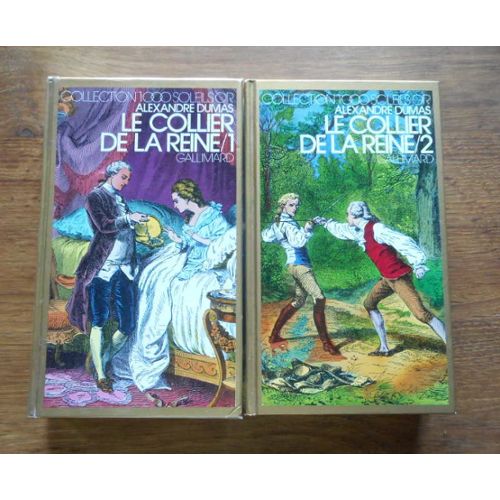 COLLECTION 1000 SOLEILS OR
ALEXANDRE DUMAS
LE COLLIER
DE LA REINE/1
GALLIMARD
COLLECTION 1000 SOLEILS OR
ALEXANDRE DUMAS
LE COLLIER
DE LA REINE/2
GALLIMARD